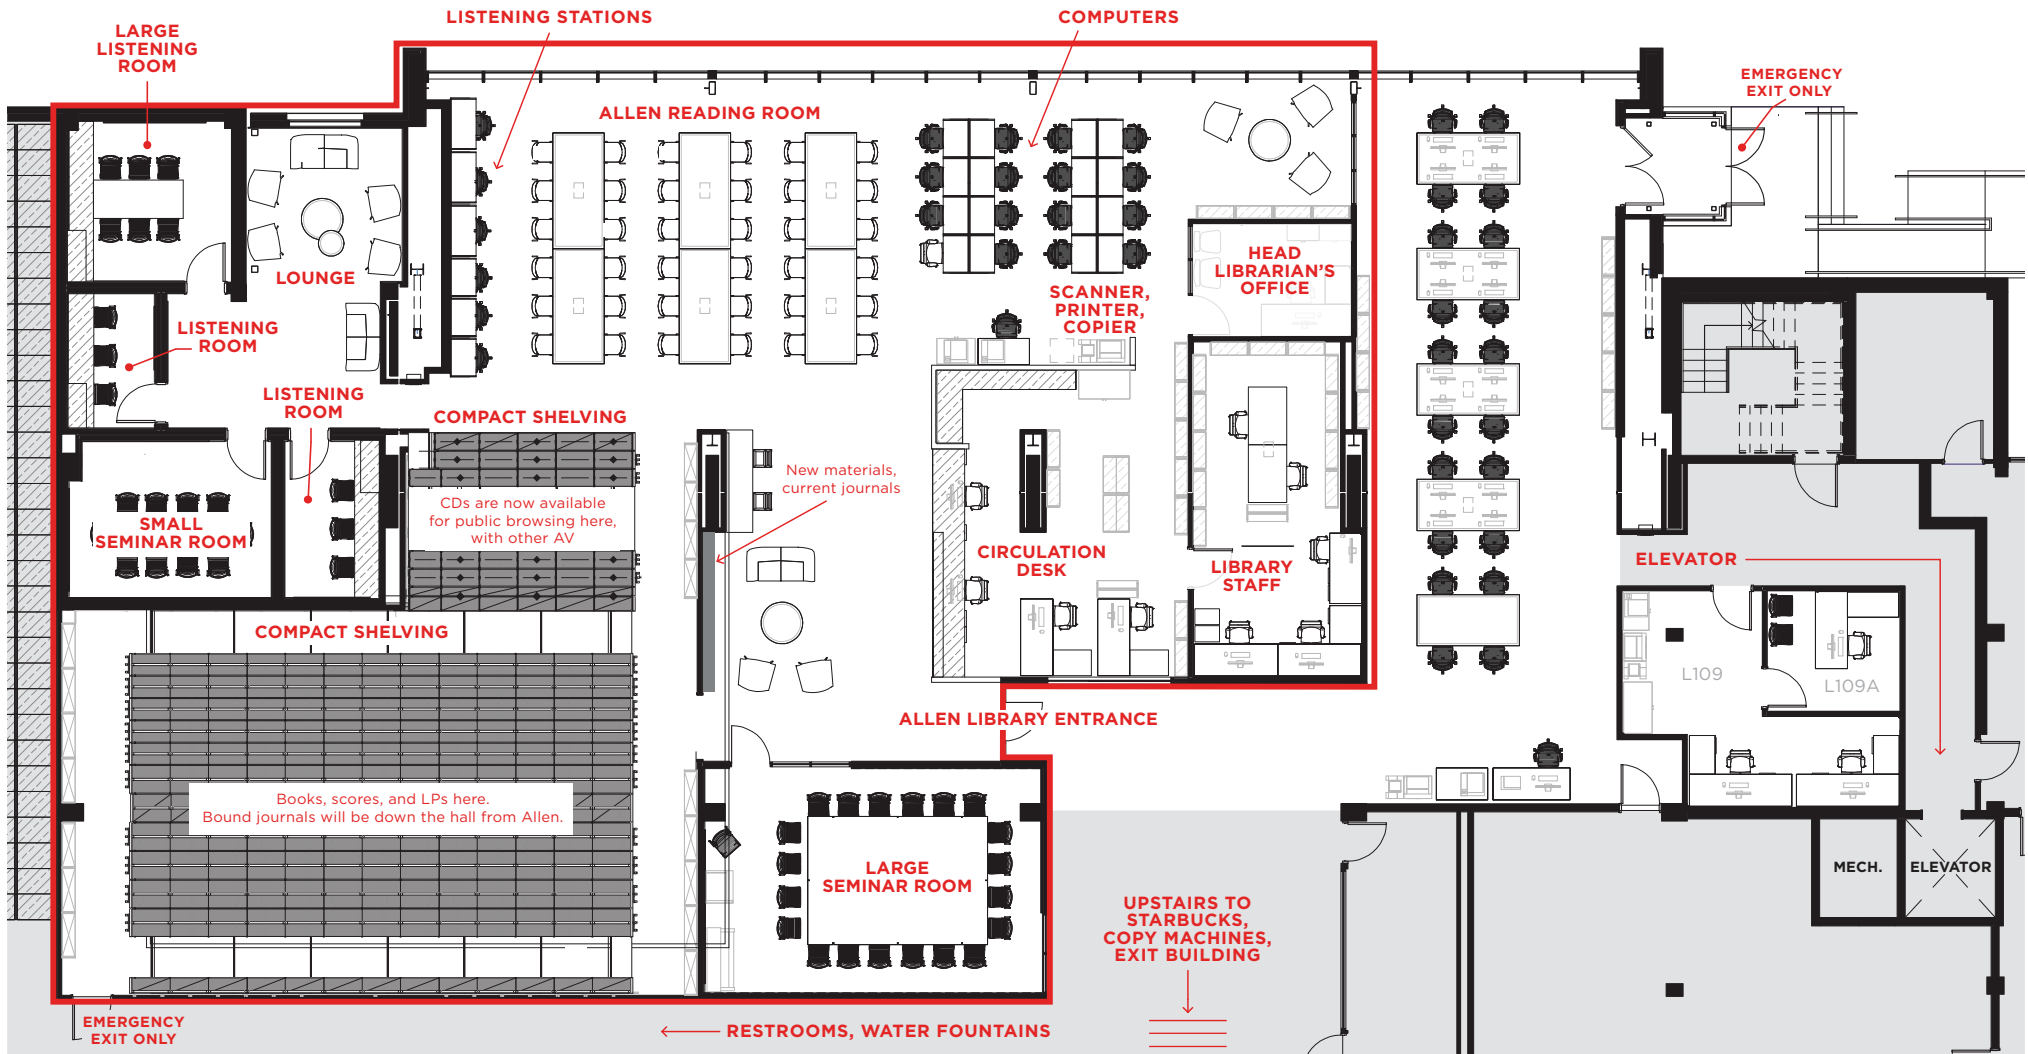 LISTENING STATIONS
COMPUTERS
LARGE
LISTENING
ROOM
EMERGENCY
EXIT ONLY
ALLEN READING ROOM
LOUNGE
HEAD
LIBRARIAN'S
OFFICE
SCANNER,
PRINTER,
COPIER
LISTENING
ROOM
LISTENING
ROOM
COMPACT SHELVING
New materials,
current journals
CDs are now available
for public browsing here,
with other AV
SMALL
SEMINAR ROOM
CIRCULATION
DESK
LIBRARY
STAFF
ELEVATOR
COMPACT SHELVING
L109
L109A
ALLEN LIBRARY ENTRANCE
Books, scores, and LPs here.
Bound journals will be down the hall from Allen.
LARGE
SEMINAR ROOM
MECH.
ELEVATOR
UPSTAIRS TO
STARBUCKS,
COPY MACHINES,
EXIT BUILDING
EMERGENCY
EXIT ONLY
RESTROOMS, WATER FOUNTAINS